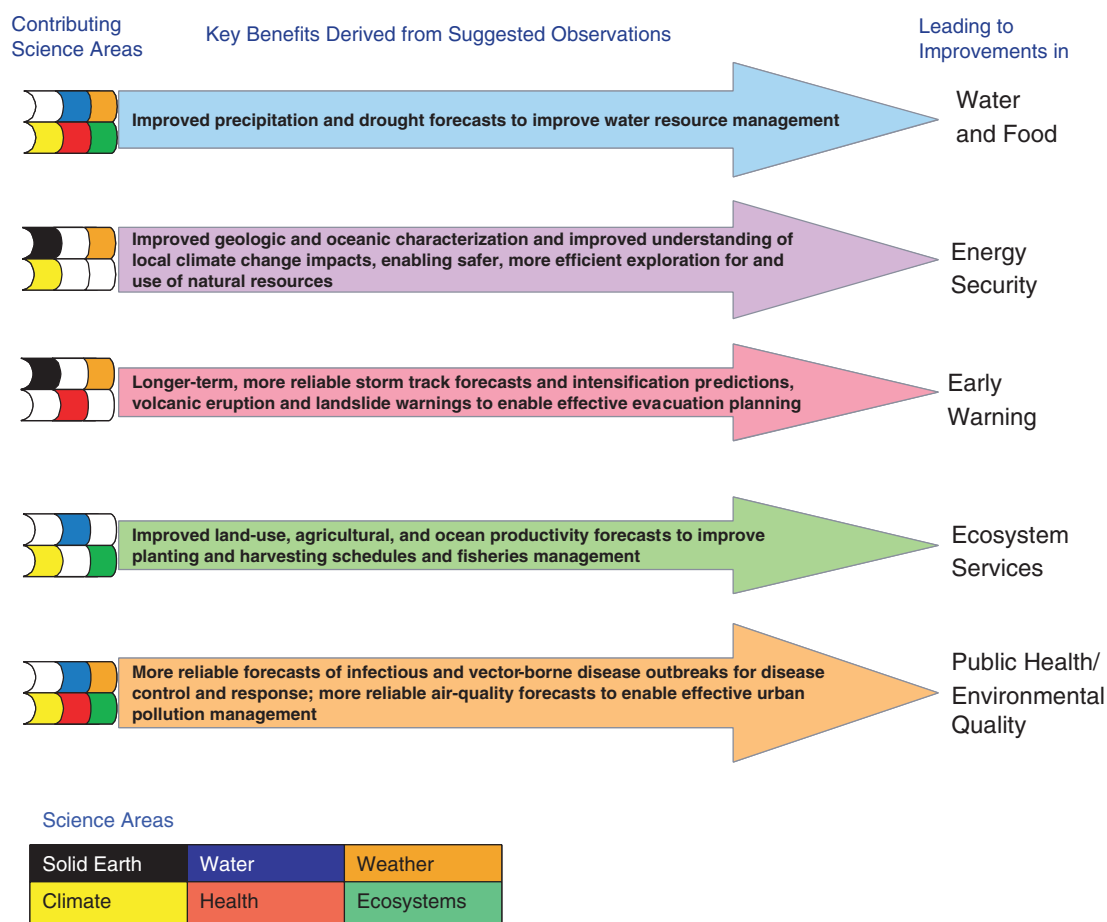 Contributing
Science Areas
Key Benefits Derived from Suggested Observations
Leading to
Improvements in
Improved precipitation and drought forecasts to improve water resource management
Water
and Food
Improved geologic and oceanic characterization and improved understanding of
local climate change impacts, enabling safer, more efficient exploration for and
use of natural resources
Energy
Security
Longer-term, more reliable storm track forecasts and intensification predictions,
volcanic eruption and landslide warnings to enable effective evacuation planning
Early
Warning
Improved land-use, agricultural, and ocean productivity forecasts to improve
planting and harvesting schedules and fisheries management
Ecosystem
Services
More reliable forecasts of infectious and vector-borne disease outbreaks for disease
control and response; more reliable air-quality forecasts to enable effective urban
pollution management
Public Health/
Environmental
Quality
Science Areas
Solid Earth
Water
Weather
Climate
Health
Ecosystems